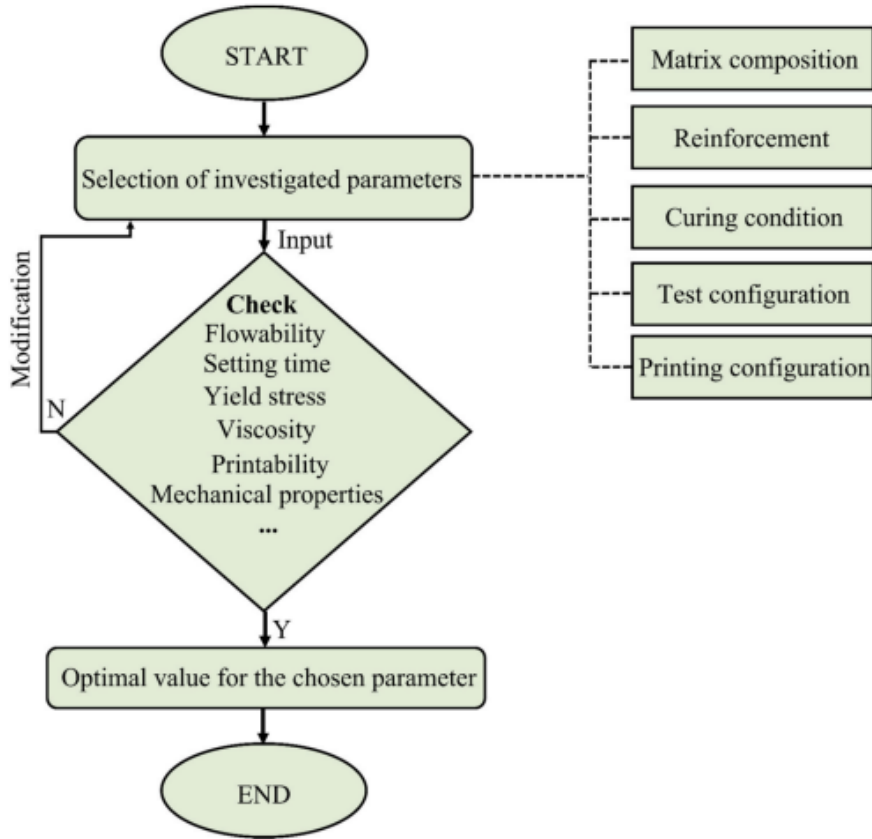 START
Selection of investigated parameters
Input
Modification
N
Check
Flowability
Setting time
Yield stress
Viscosity
Printability
Mechanical properties
...
Y
Optimal value for the chosen parameter
END
Matrix composition
Reinforcement
Curing condition
Test configuration
Printing configuration